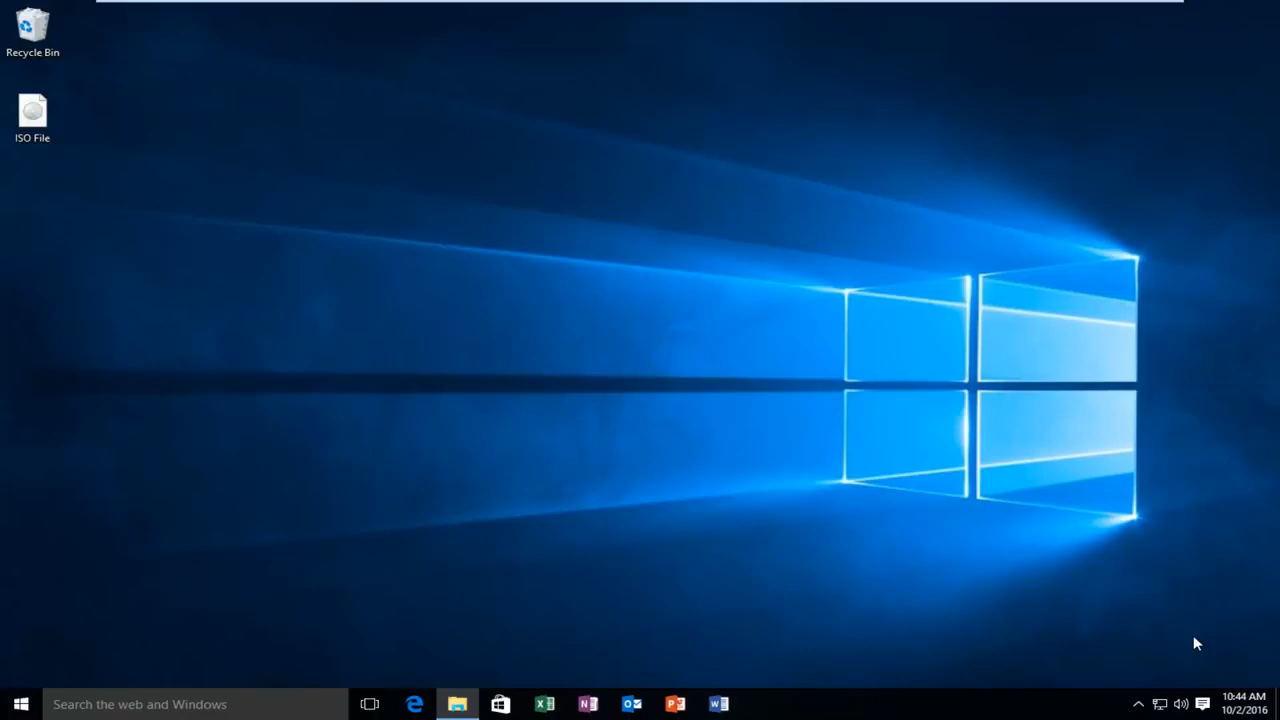 Recycle Bin
ISO File
Search the web and Windows
10:44 AM
10/2/2016